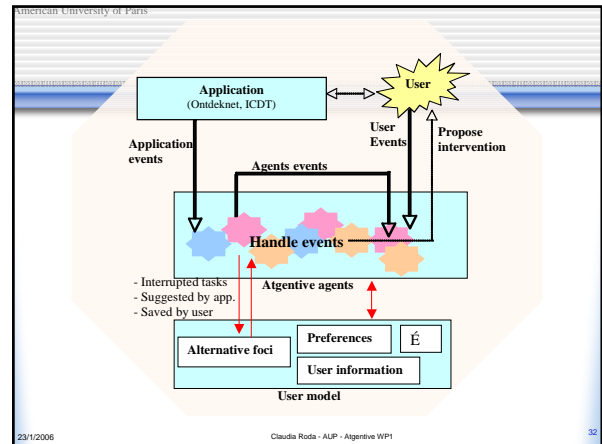 American University of Paris
Application
(Ontdeknet, ICDT)
User
Application
events
User
Events
Propose
intervention
Agents events
Handle events
Atgentive agents
- Interrupted tasks
- Suggested by app.
- Saved by user
Alternative foci
Preferences
É
User information
User model
23/1/2006
Claudia Roda - AUP - Atgentive WP1
32